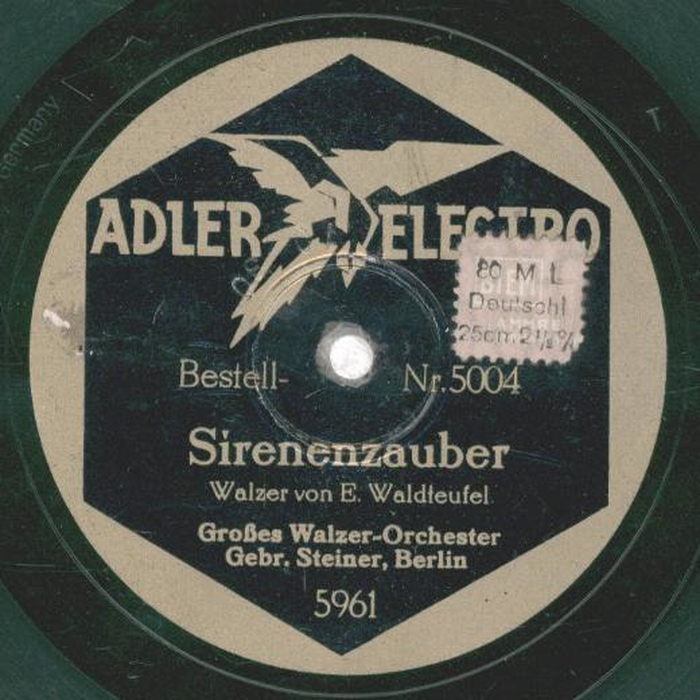 Germany
ADLER ELECTRO
80 M L
Deutschl
25cm. 2½%
Bestell- Nr. 5004
Sirenenzauber
Walzer von E. Waldteufel
Großes Walzer-Orchester
Gebr. Steiner, Berlin
5961